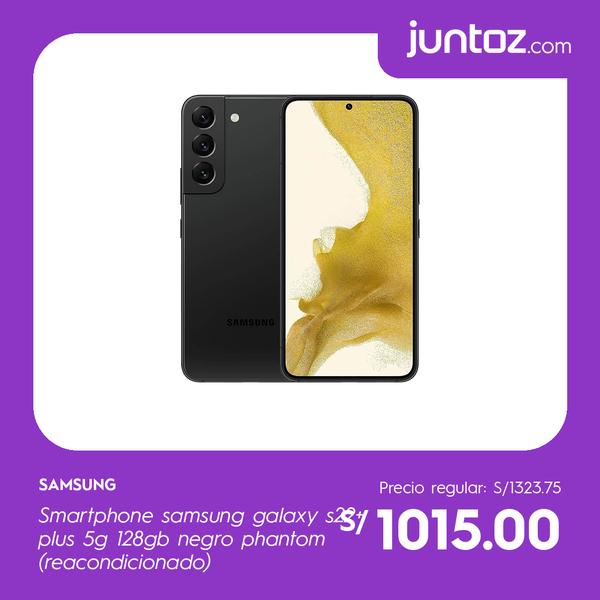 juntoz.com
SAMSUNG
SAMSUNG
Precio regular: S/1323.75
Smartphone samsung galaxy s22+
plus 5g 128gb negro phantom
(reacondicionado)
S/ 1015.00